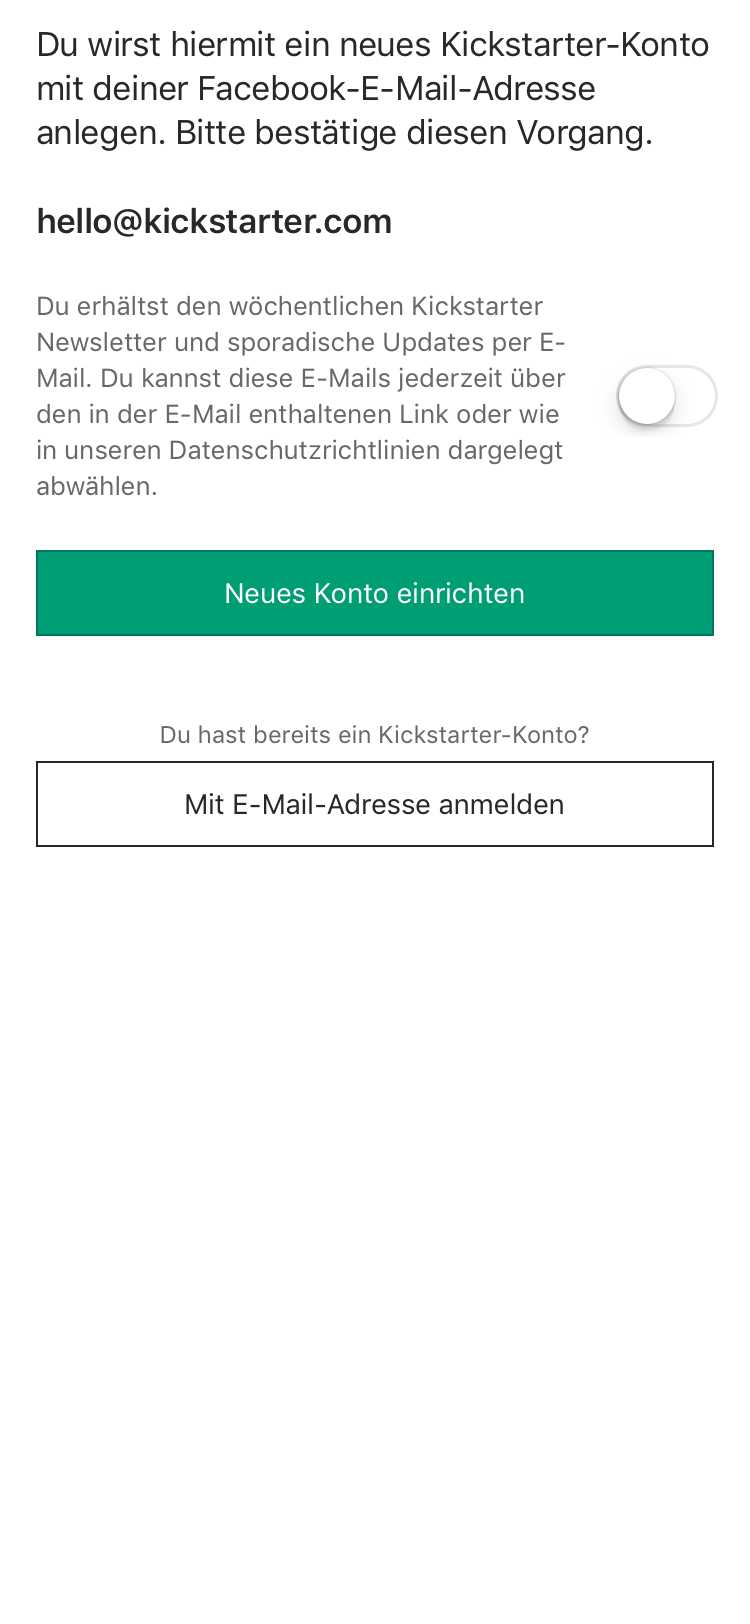 Du wirst hiermit ein neues Kickstarter-Konto
mit deiner Facebook-E-Mail-Adresse
anlegen. Bitte bestätige diesen Vorgang.
hello@kickstarter.com
Du erhältst den wöchentlichen Kickstarter
Newsletter und sporadische Updates per E-
Mail. Du kannst diese E-Mails jederzeit über
den in der E-Mail enthaltenen Link oder wie
in unseren Datenschutzrichtlinien dargelegt
abwählen.
Neues Konto einrichten
Du hast bereits ein Kickstarter-Konto?
Mit E-Mail-Adresse anmelden